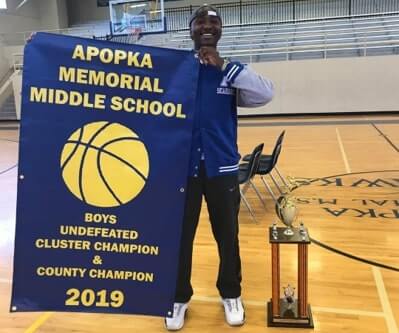 APOPKA
MEMORIAL
MIDDLE SCHOOL
BOYS
UNDEFEATED
CLUSTER CHAMPION
&
COUNTY CHAMPION
2019